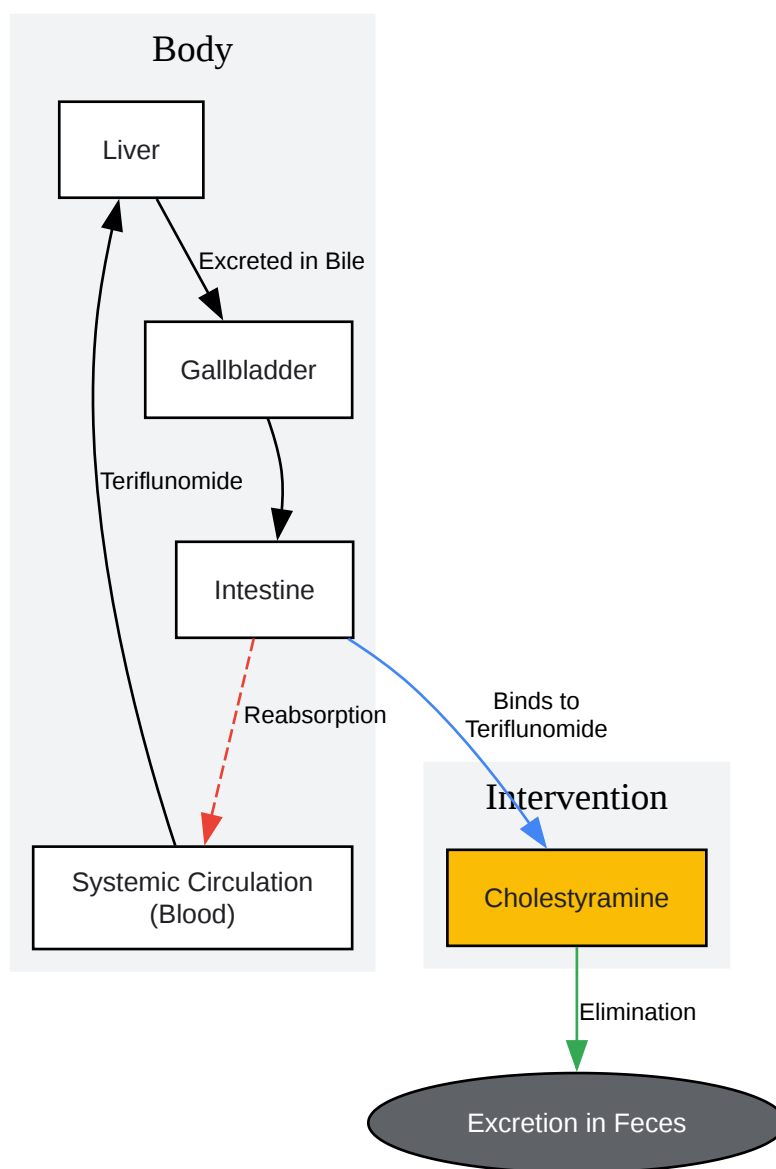 Body
Liver
Excreted in Bile
Gallbladder
Teriflunomide
Intestine
Reabsorption
Binds to
Teriflunomide
Intervention
Systemic Circulation
(Blood)
Cholestyramine
Elimination
Excretion in Feces